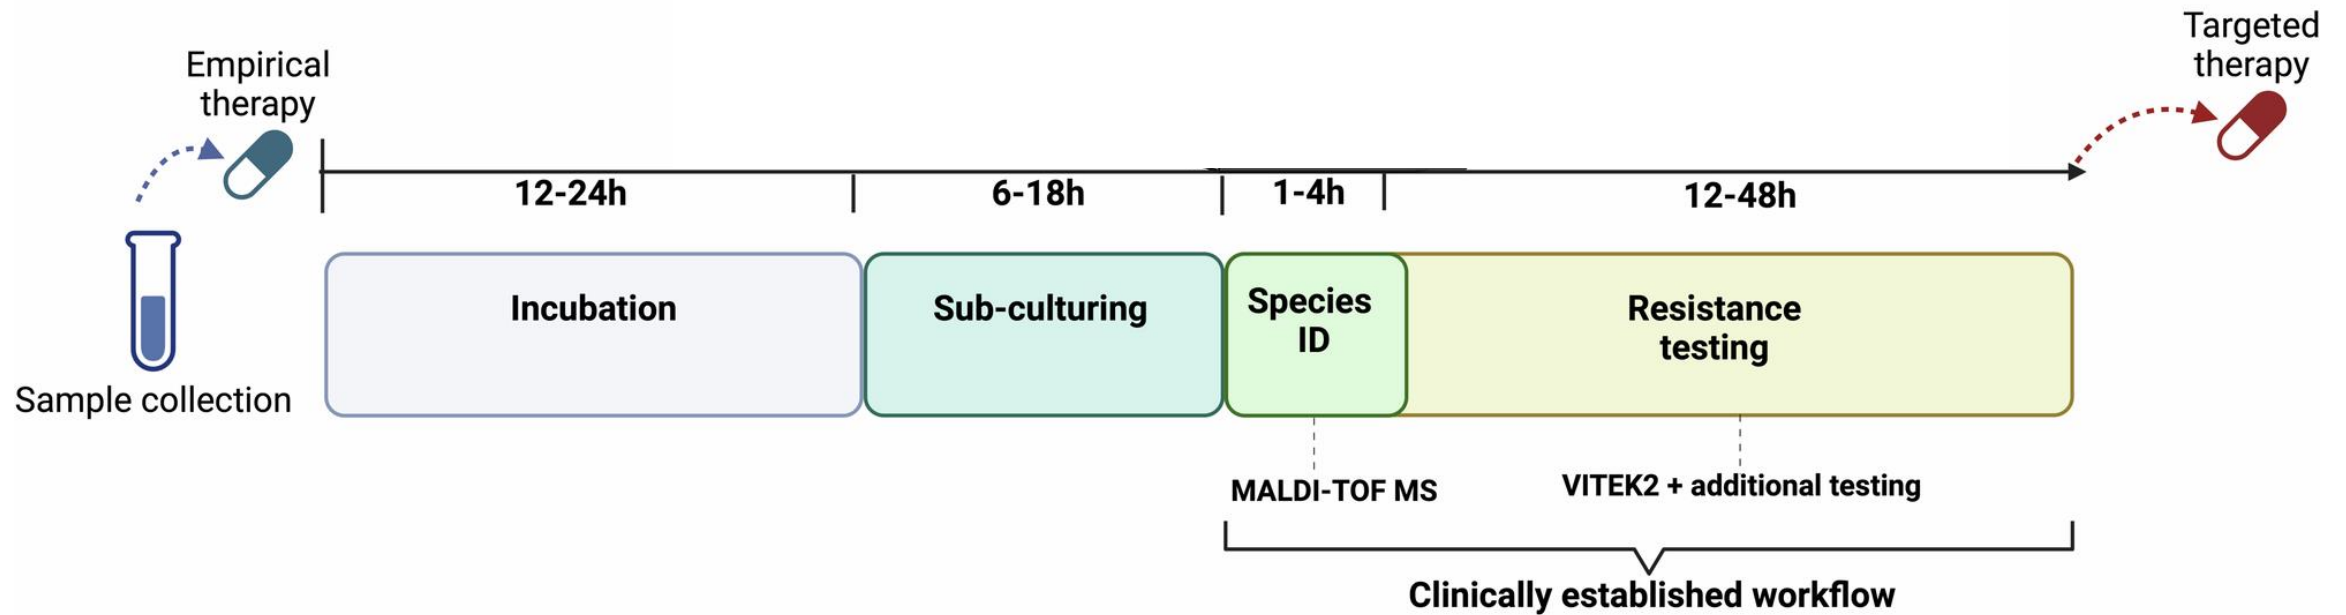 Empirical
therapy
Targeted
therapy
12-24h
6-18h
1-4h
12-48h
Sample collection
Incubation
Sub-culturing
Species
ID
Resistance
testing
MALDI-TOF MS
VITEK2 + additional testing
Clinically established workflow